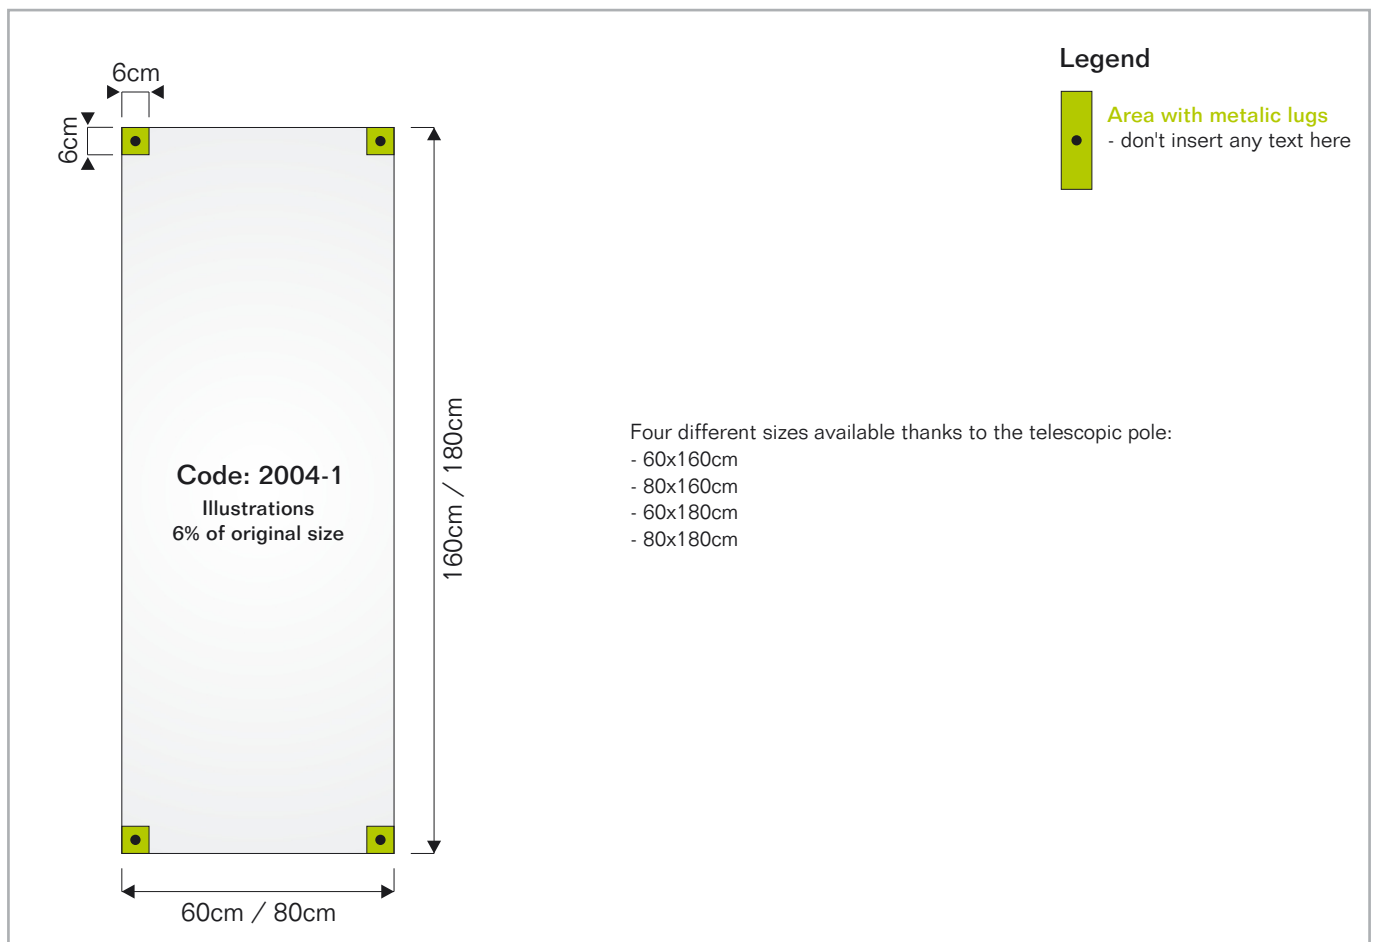 Legend
6cm
6cm
Area with metalic lugs
- don't insert any text here
160cm / 180cm
Four different sizes available thanks to the telescopic pole:
- 60x160cm
- 80x160cm
- 60x180cm
- 80x180cm
Code: 2004-1
Illustrations
6% of original size
60cm / 80cm